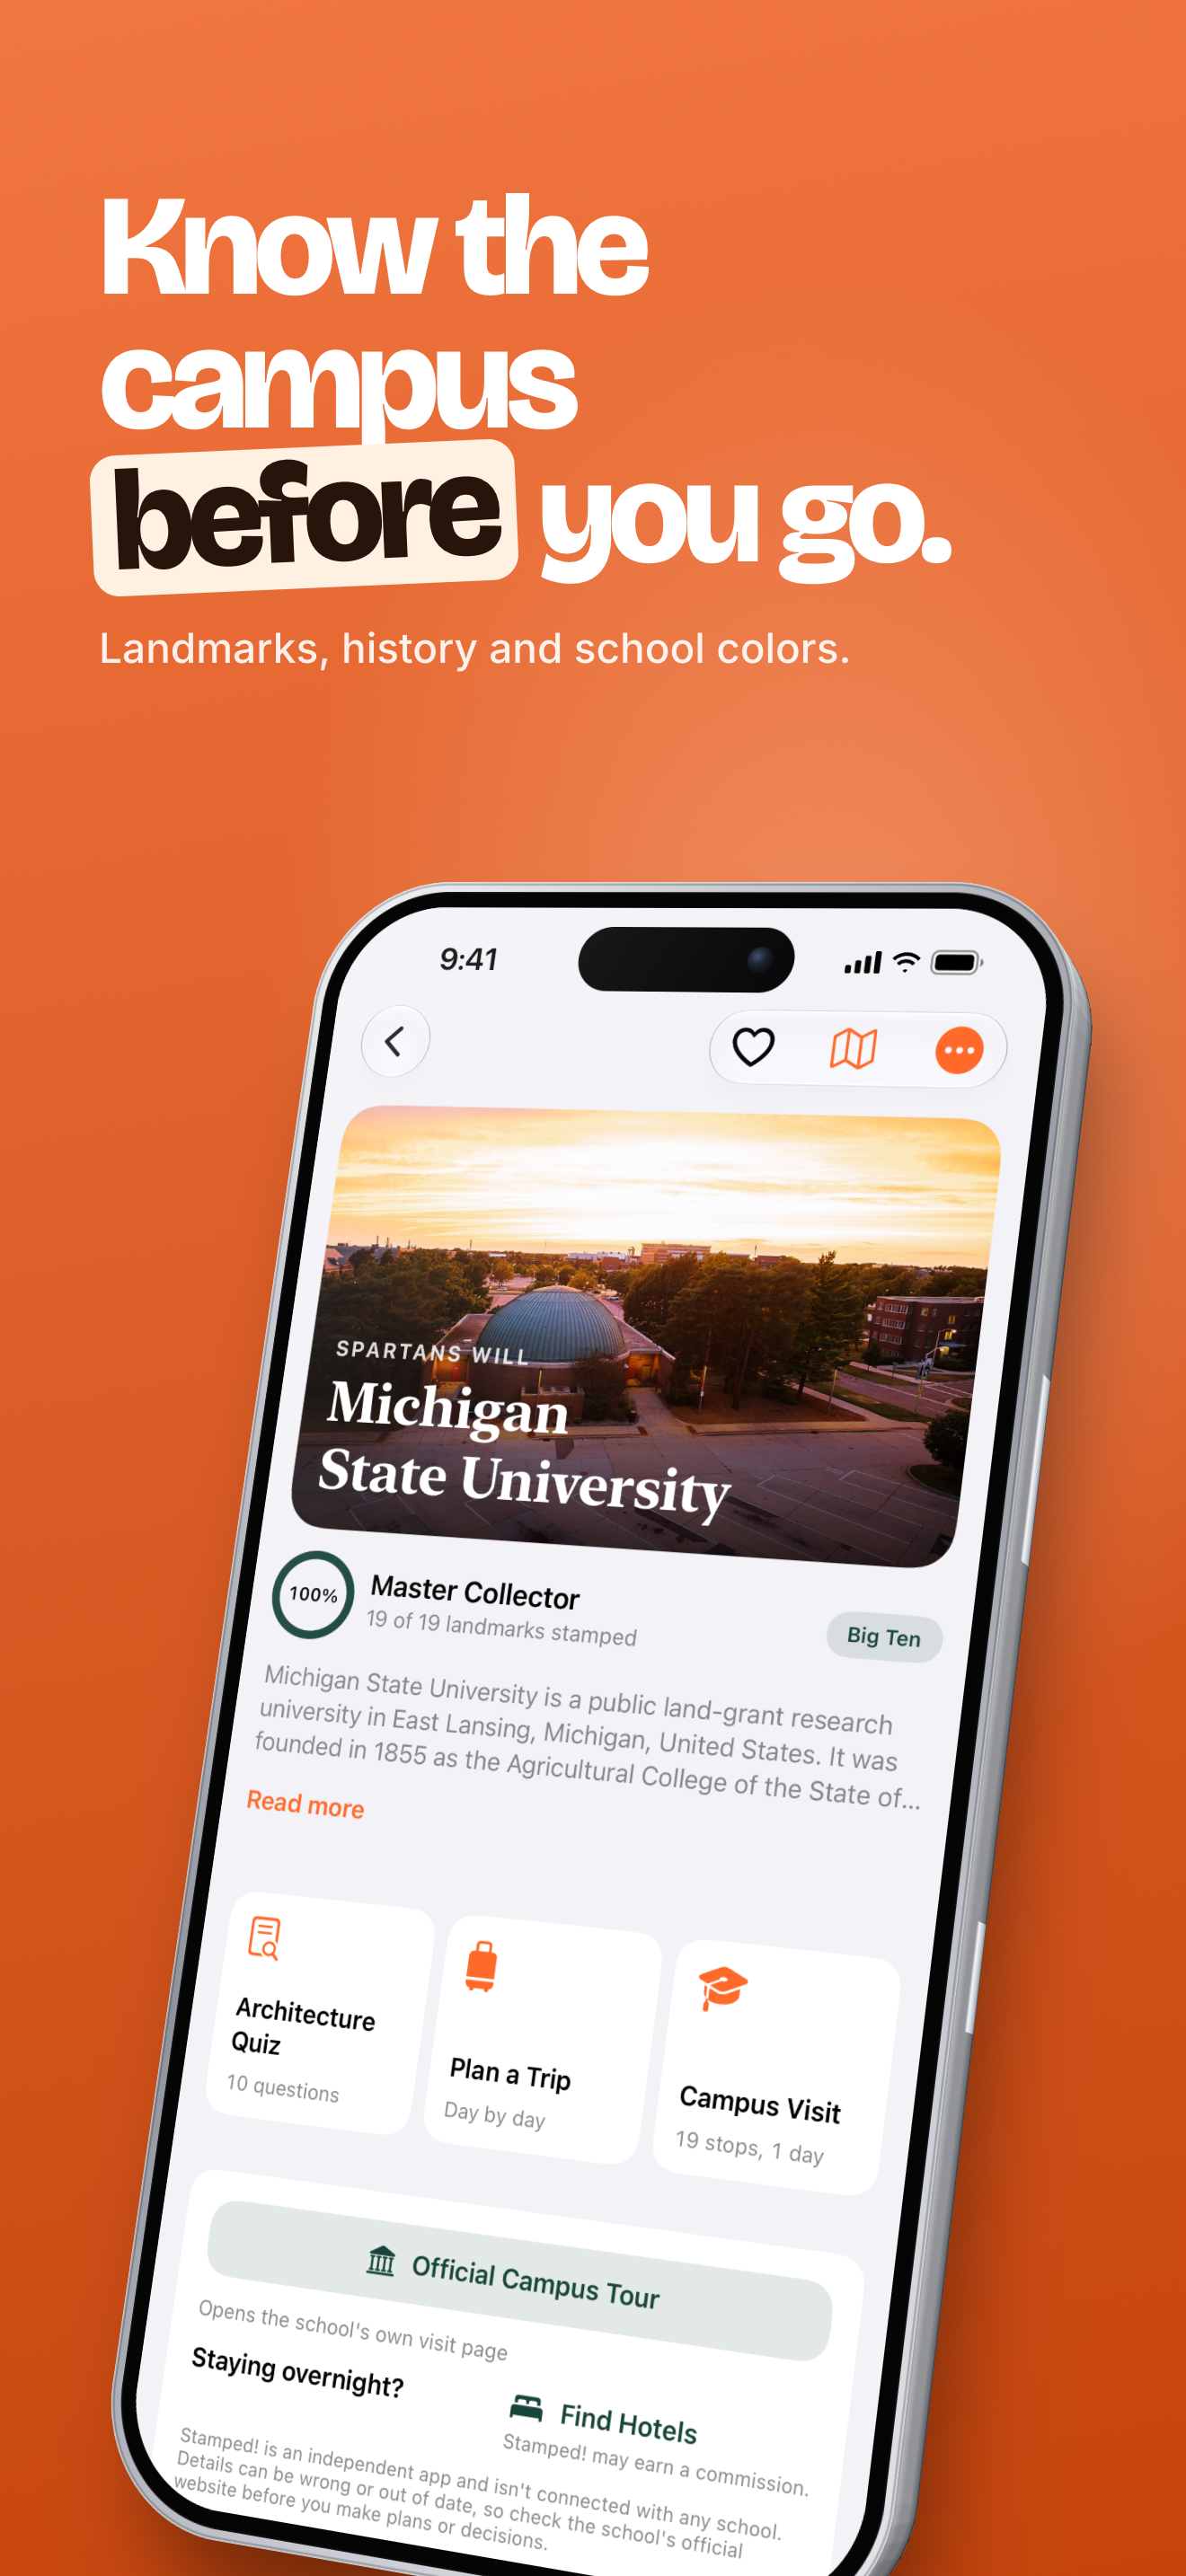 Know the
campus
before you go.
Landmarks, history and school colors.
9:41
SPARTANS WILL
Michigan
State University
100%
Master Collector
19 of 19 landmarks stamped
Big Ten
Michigan State University is a public land-grant research
university in East Lansing, Michigan, United States. It was
founded in 1855 as the Agricultural College of the State of...
Read more
Architecture
Quiz
10 questions
Plan a Trip
Day by day
Campus Visit
19 stops, 1 day
Official Campus Tour
Opens the school's own visit page
Staying overnight?
Find Hotels
Stamped! may earn a commission.
Stamped! is an independent app and isn't connected with any school.
Details can be wrong or out of date, so check the school's official
website before you make plans or decisions.